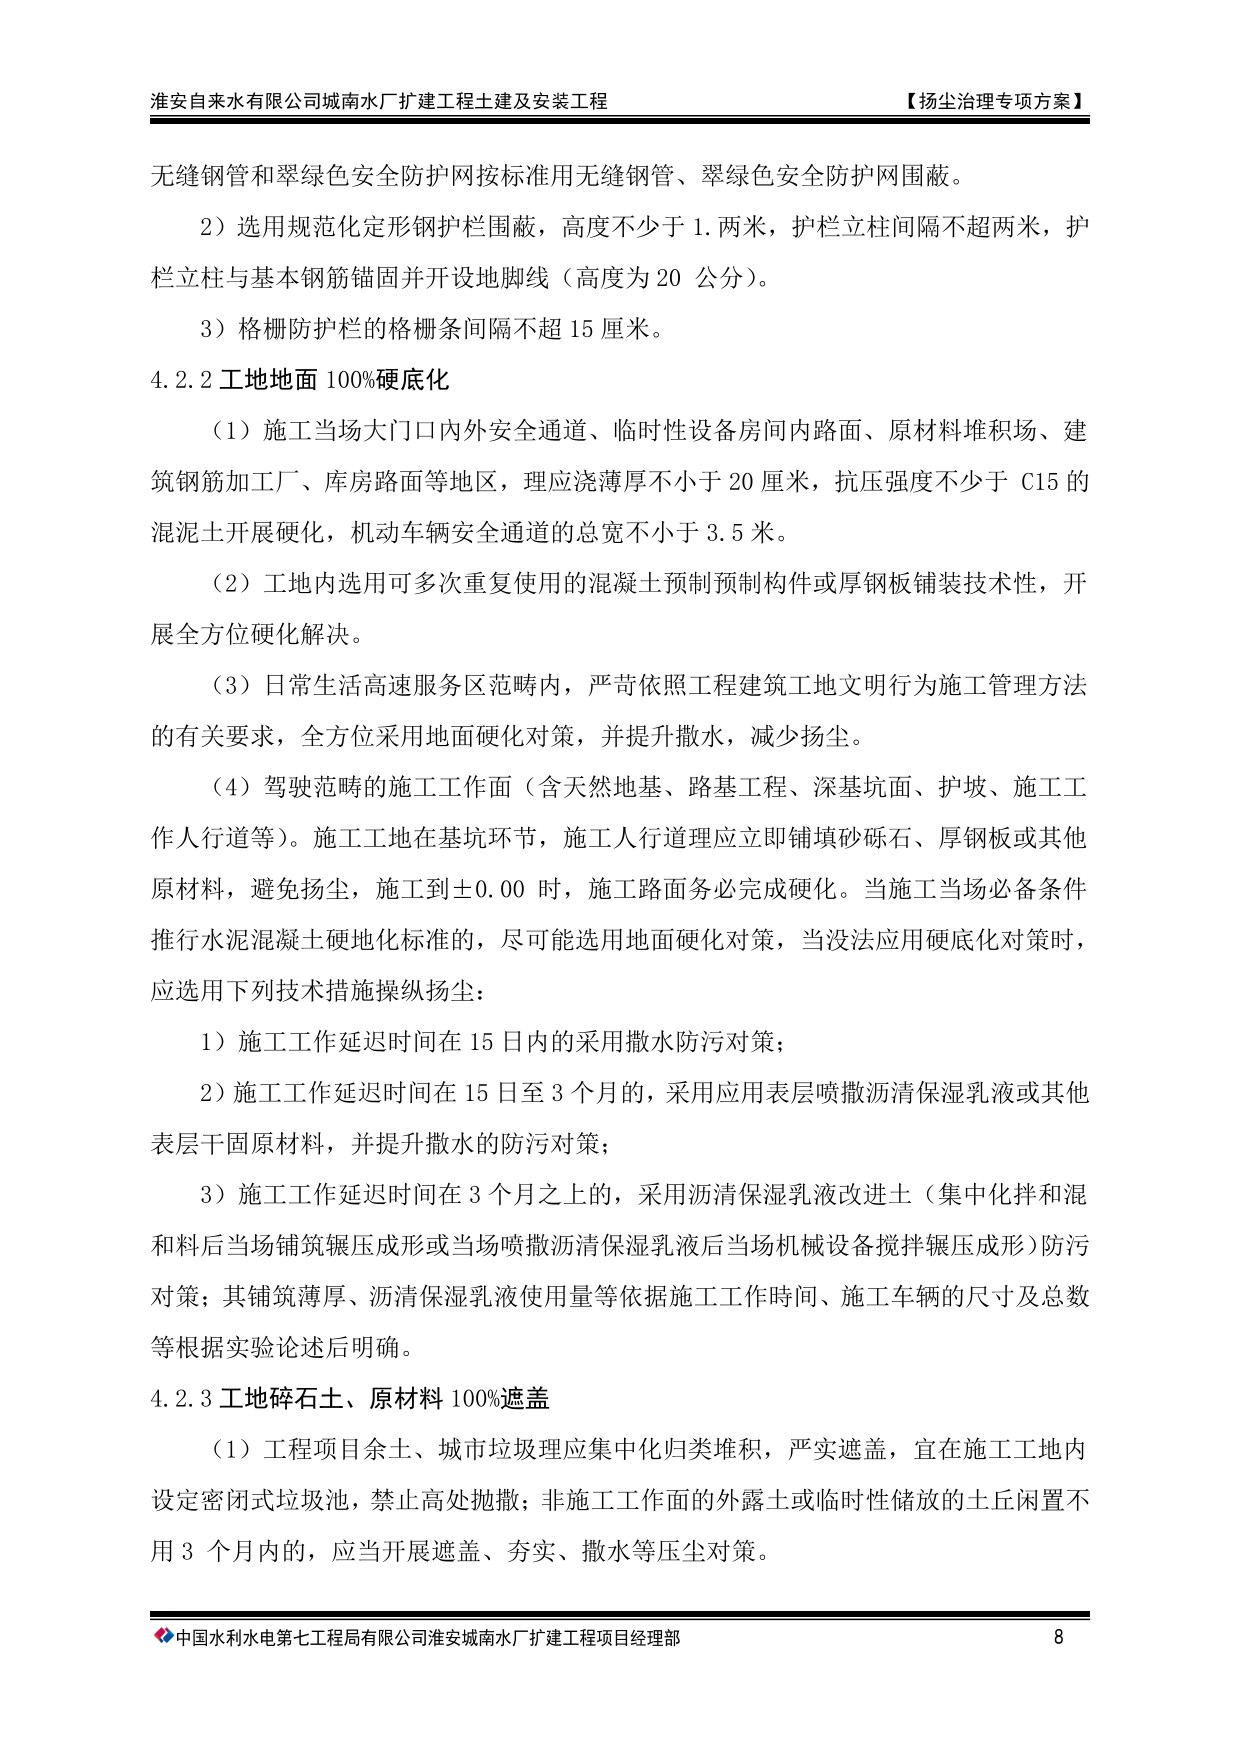 淮安自来水有限公司城南水厂扩建工程土建及安装工程 【扬尘治理专项方案】
无缝钢管和翠绿色安全防护网按标准用无缝钢管、翠绿色安全防护网围蔽。
2）选用规范化定形钢护栏围蔽，高度不少于 1.两米，护栏立柱间隔不超两米，护
栏立柱与基本钢筋锚固并开设地脚线（高度为 20 公分）。
3）格栅防护栏的格栅条间隔不超 15 厘米。
4.2.2 工地地面 100%硬底化
（1）施工当场大门口內外安全通道、临时性设备房间内路面、原材料堆积场、建
筑钢筋加工厂、库房路面等地区，理应浇薄厚不小于 20 厘米，抗压强度不少于 C15 的
混泥土开展硬化，机动车辆安全通道的总宽不小于 3.5 米。
（2）工地内选用可多次重复使用的混凝土预制预制构件或厚钢板铺装技术性，开
展全方位硬化解决。
（3）日常生活高速服务区范畴内，严苛依照工程建筑工地文明行为施工管理方法
的有关要求，全方位采用地面硬化对策，并提升撒水，减少扬尘。
（4）驾驶范畴的施工工作面（含天然地基、路基工程、深基坑面、护坡、施工工
作人行道等）。施工工地在基坑环节，施工人行道理应立即铺填砂砾石、厚钢板或其他
原材料，避免扬尘，施工到±0.00 时，施工路面务必完成硬化。当施工当场必备条件
推行水泥混凝土硬地化标准的，尽可能选用地面硬化对策，当没法应用硬底化对策时，
应选用下列技术措施操纵扬尘：
1）施工工作延迟时间在 15 日内的采用撒水防污对策；
2）施工工作延迟时间在 15 日至 3 个月的，采用应用表层喷撒沥清保湿乳液或其他
表层干固原材料，并提升撒水的防污对策；
3）施工工作延迟时间在 3 个月之上的，采用沥清保湿乳液改进土（集中化拌和混
和料后当场铺筑辗压成形或当场喷撒沥清保湿乳液后当场机械设备搅拌辗压成形）防污
对策；其铺筑薄厚、沥清保湿乳液使用量等依据施工工作時间、施工车辆的尺寸及总数
等根据实验论述后明确。
4.2.3 工地碎石土、原材料 100%遮盖
（1）工程项目余土、城市垃圾理应集中化归类堆积，严实遮盖，宜在施工工地内
设定密闭式垃圾池，禁止高处抛撒；非施工工作面的外露土或临时性储放的土丘闲置不
用 3 个月内的，应当开展遮盖、夯实、撒水等压尘对策。
中国水利水电第七工程局有限公司淮安城南水厂扩建工程项目经理部 8